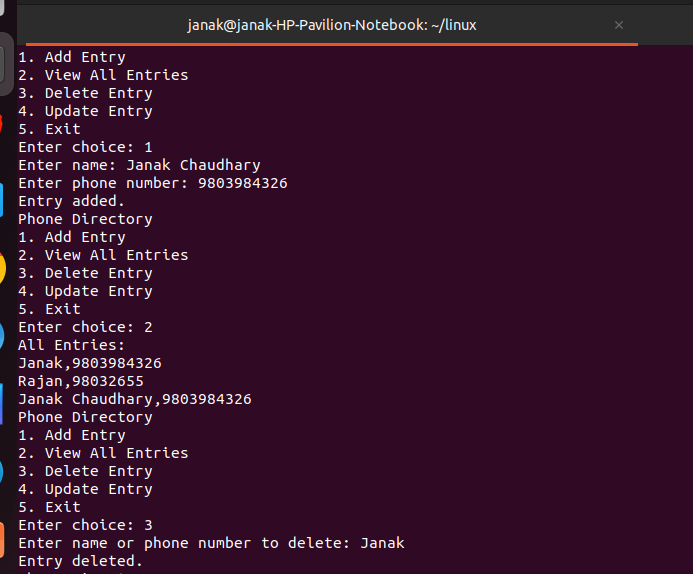 janak@janak-HP-Pavilion-Notebook: ~/linux
1. Add Entry
2. View All Entries
3. Delete Entry
4. Update Entry
5. Exit
Enter choice: 1
Enter name: Janak Chaudhary
Enter phone number: 9803984326
Entry added.
Phone Directory
1. Add Entry
2. View All Entries
3. Delete Entry
4. Update Entry
5. Exit
Enter choice: 2
All Entries:
Janak,9803984326
Rajan,98032655
Janak Chaudhary,9803984326
Phone Directory
1. Add Entry
2. View All Entries
3. Delete Entry
4. Update Entry
5. Exit
Enter choice: 3
Enter name or phone number to delete: Janak
Entry deleted.